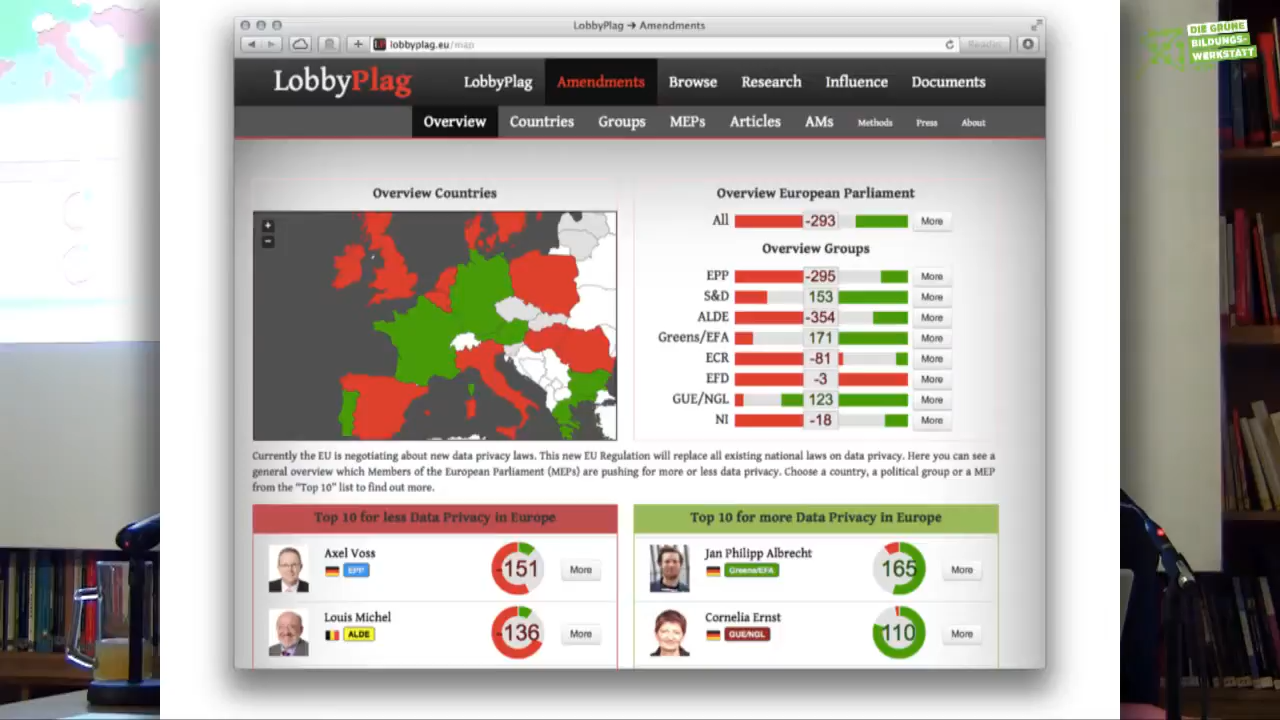 LobbyPlag → Amendments
lobbyplag.eu/map
Reader
DIE GRÜNE
BILDUNGS-
WERKSTATT
LobbyPlag
LobbyPlag Amendments Browse Research Influence Documents
Overview Countries Groups MEPs Articles AMs Methods Press About
Overview Countries
Overview European Parliament
All -293 More
Overview Groups
EPP -295 More
S&D 153 More
ALDE -354 More
Greens/EFA 171 More
ECR -81 More
EFD -3 More
GUE/NGL 123 More
NI -18 More
Currently the EU is negotiating about new data privacy laws. This new EU Regulation will replace all existing national laws on data privacy. Here you can see a
general overview which Members of the European Parliament (MEPs) are pushing for more or less data privacy. Choose a country, a political group or a MEP
from the "Top 10" list to find out more.
Top 10 for less Data Privacy in Europe
Axel Voss
EPP
-151
More
Louis Michel
ALDE
-136
More
Top 10 for more Data Privacy in Europe
Jan Philipp Albrecht
Greens/EFA
165
More
Cornelia Ernst
GUE/NGL
110
More